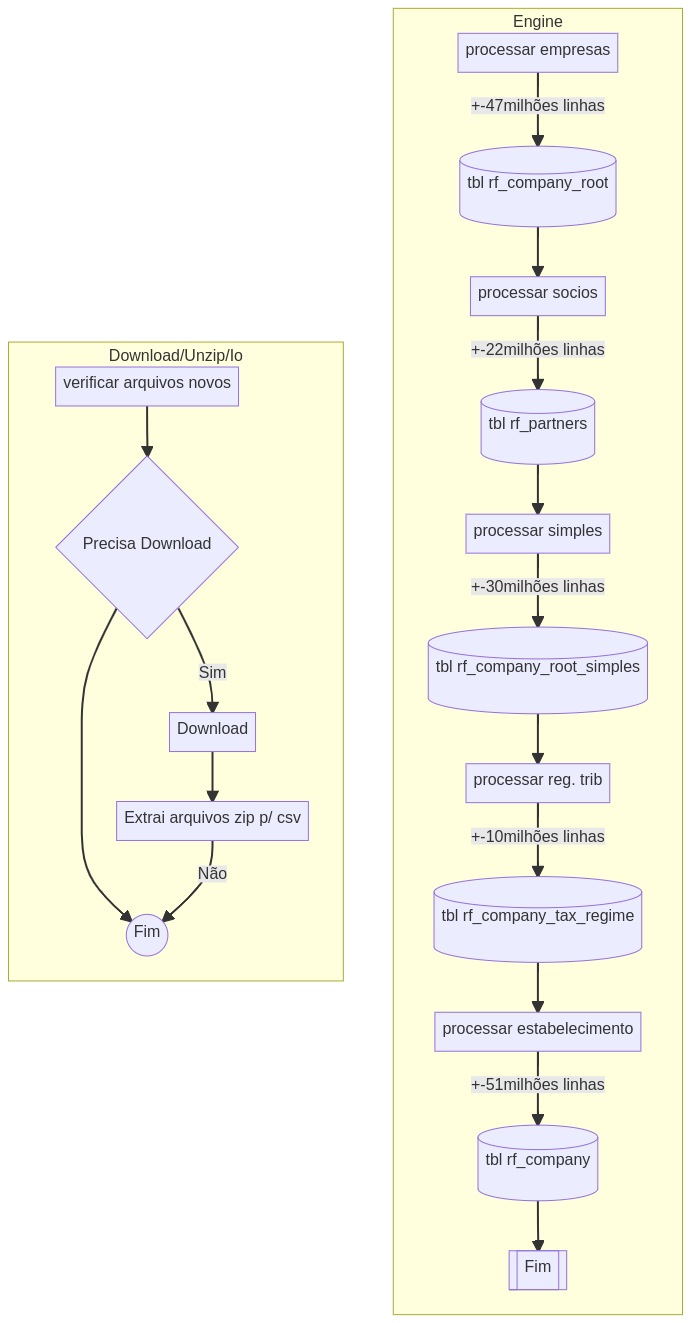 Download/Unzip/Io
verificar arquivos novos
Precisa Download
Sim
Download
Extrai arquivos zip p/ csv
Não
Fim
Engine
processar empresas
+-47milhões linhas
tbl rf_company_root
processar socios
+-22milhões linhas
tbl rf_partners
processar simples
+-30milhões linhas
tbl rf_company_root_simples
processar reg. trib
+-10milhões linhas
tbl rf_company_tax_regime
processar estabelecimento
+-51milhões linhas
tbl rf_company
Fim